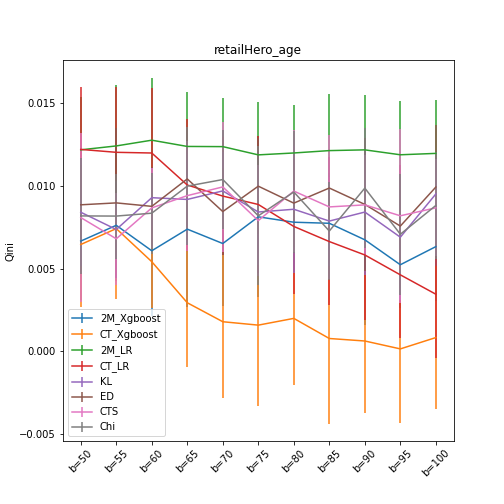 retailHero_age
Qini
0.015
0.010
0.005
0.000
−0.005
2M_Xgboost
CT_Xgboost
2M_LR
CT_LR
KL
ED
CTS
Chi
b=50
b=55
b=60
b=65
b=70
b=75
b=80
b=85
b=90
b=95
b=100